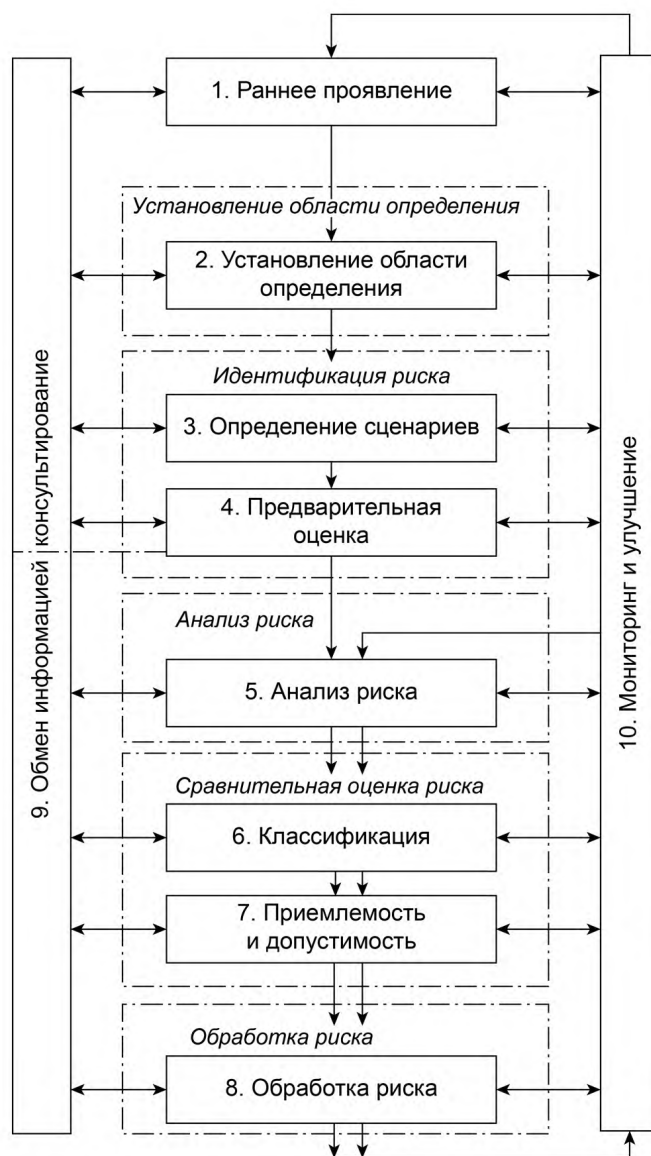 1. Раннее проявление
Установление области определения
2. Установление области
определения
Идентификация риска
3. Определение сценариев
4. Предварительная
оценка
Анализ риска
5. Анализ риска
Сравнительная оценка риска
6. Классификация
7. Приемлемость
и допустимость
Обработка риска
8. Обработка риска
9. Обмен информацией консультирование
10. Мониторинг и улучшение